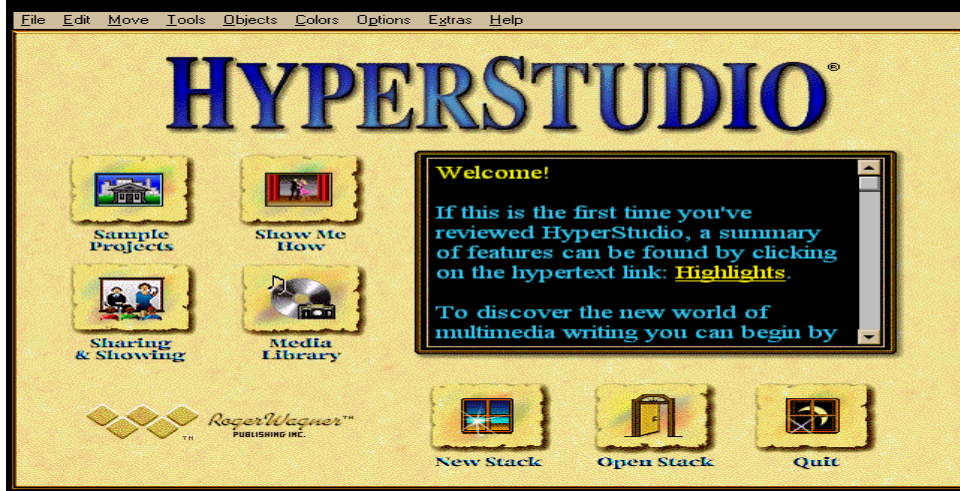 File Edit Move Tools Objects Colors Options Extras Help
HYPERSTUDIO®
Sample
Projects
Show Me
How
Sharing
& Showing
Media
Library
Welcome!
If this is the first time you've
reviewed HyperStudio, a summary
of features can be found by clicking
on the hypertext link: Highlights.
To discover the new world of
multimedia writing you can begin by
TM
RogerWagner™
PUBLISHING INC.
New Stack
Open Stack
Quit